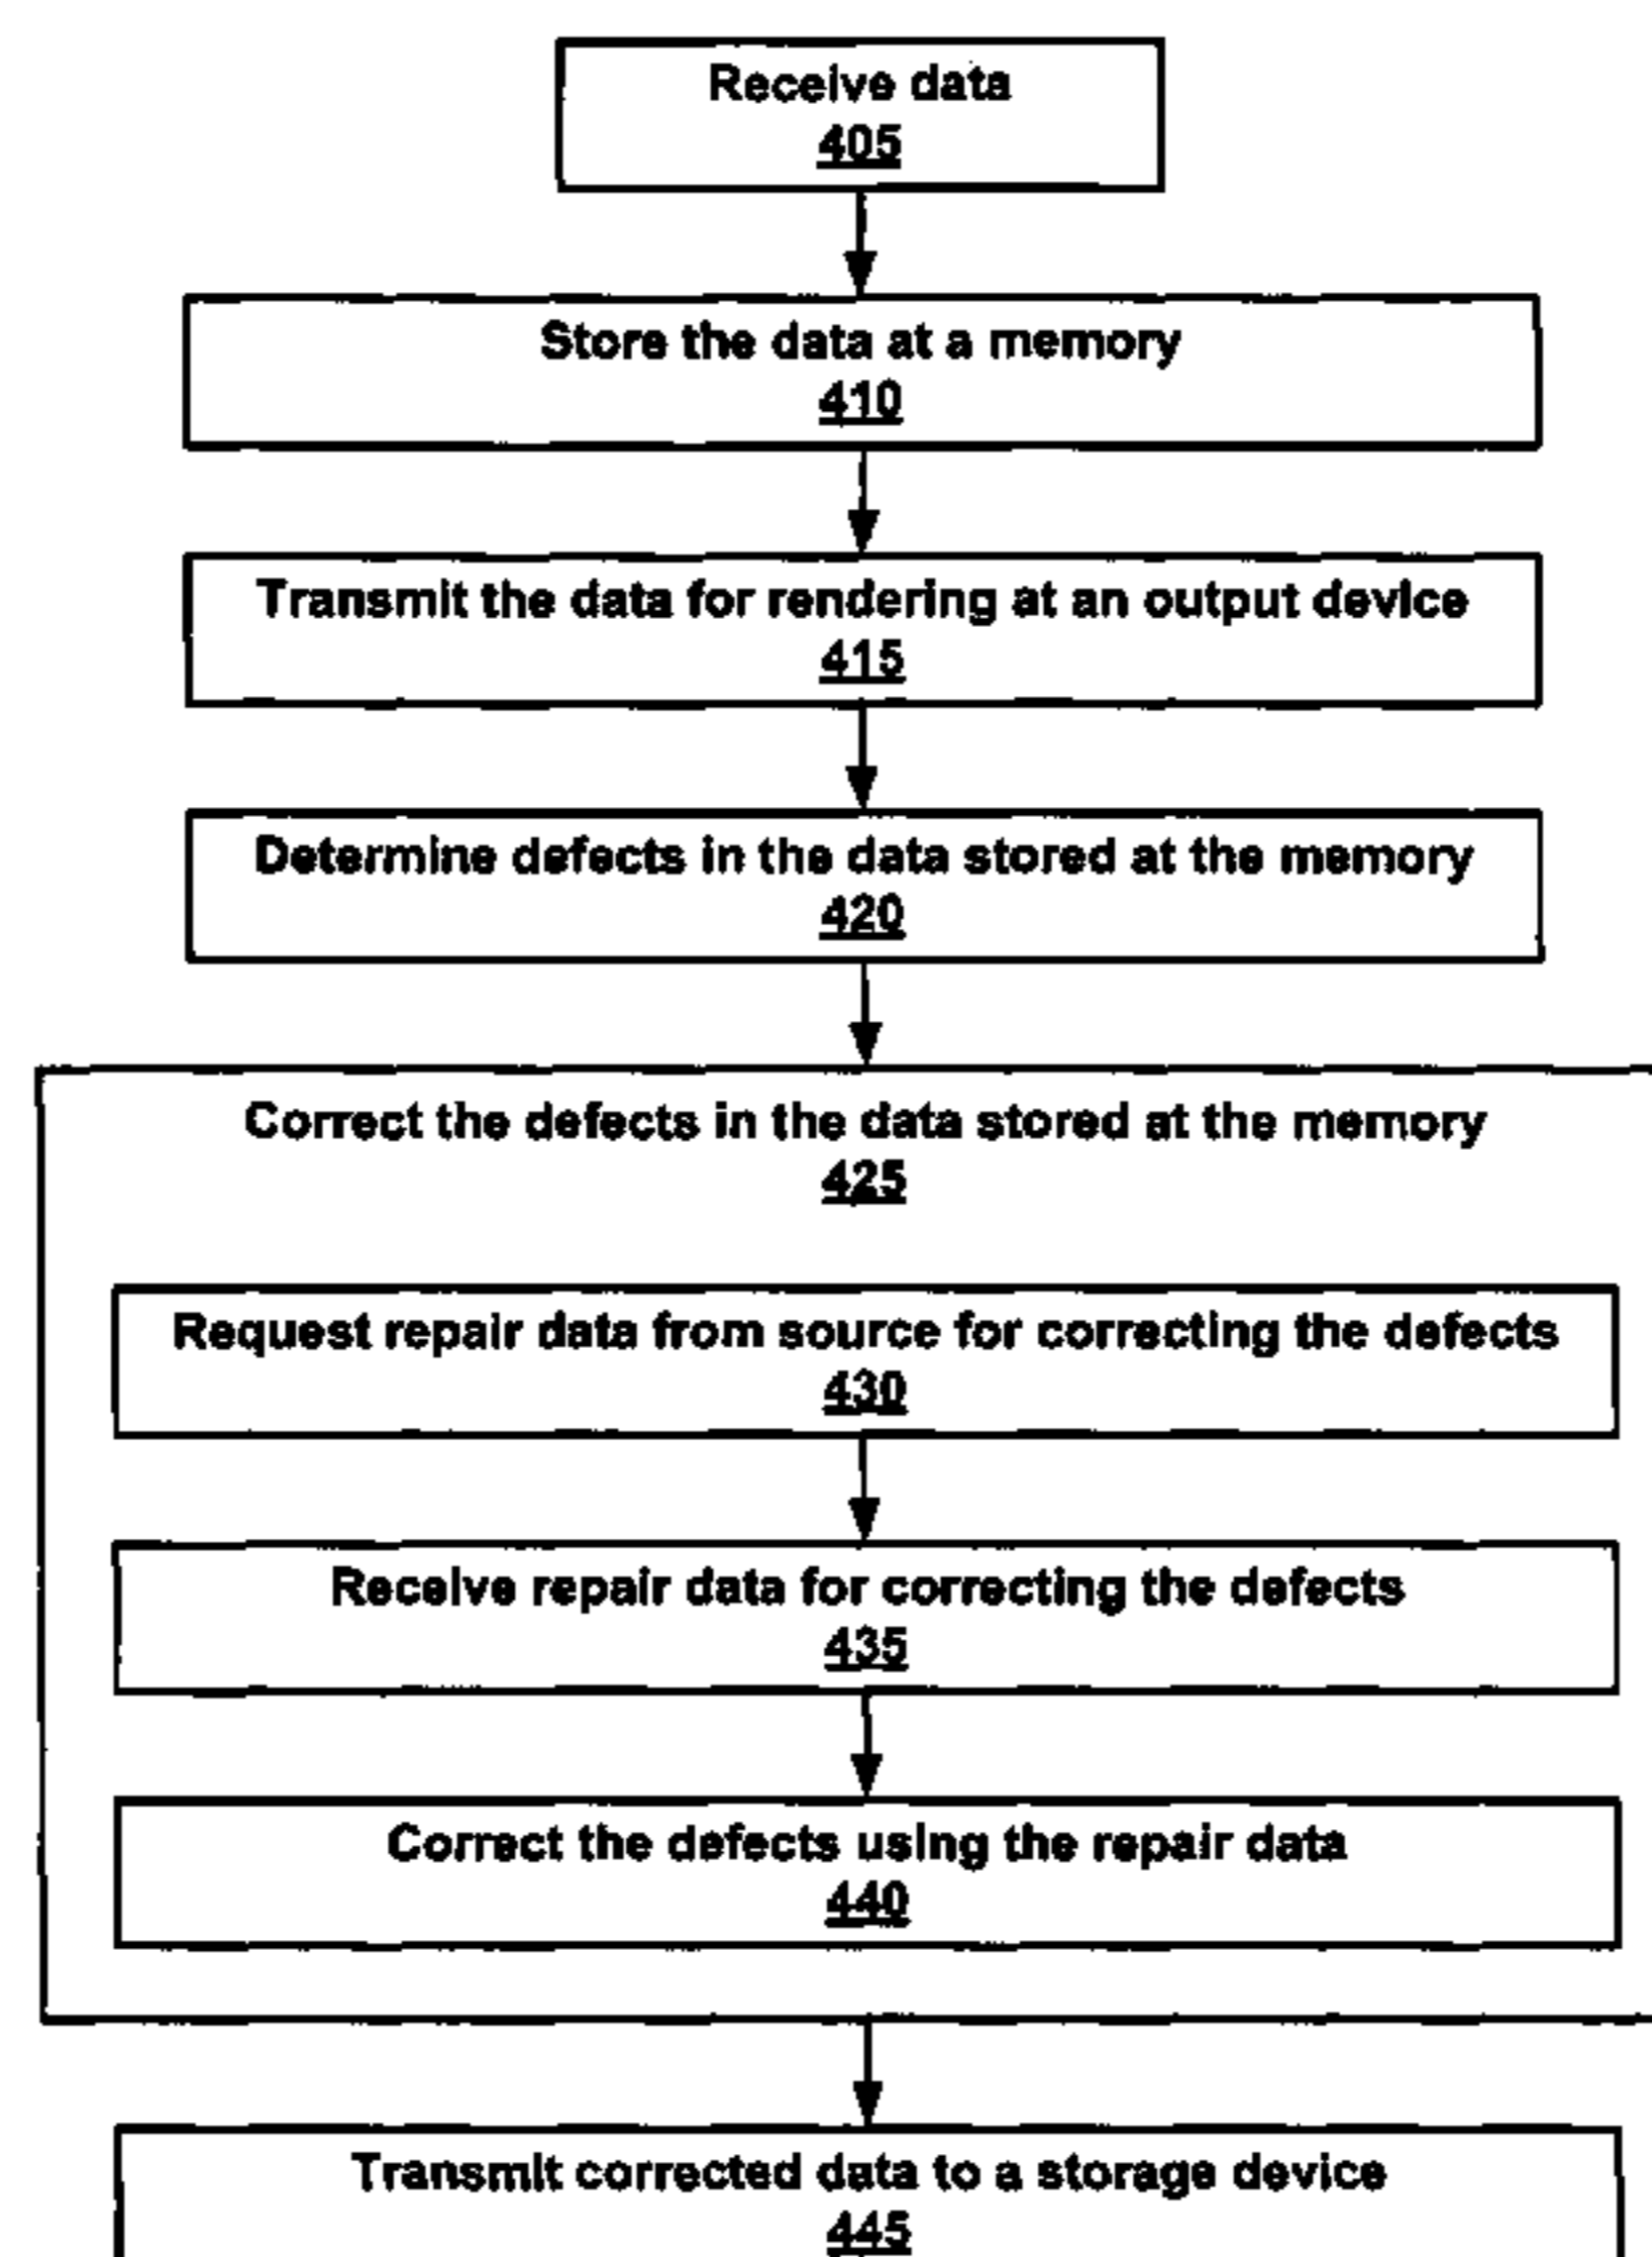 Receive data
405
Store the data at a memory
410
Transmit the data for rendering at an output device
415
Determine defects in the data stored at the memory
420
Correct the defects in the data stored at the memory
425
Request repair data from source for correcting the defects
430
Receive repair data for correcting the defects
435
Correct the defects using the repair data
440
Transmit corrected data to a storage device
445